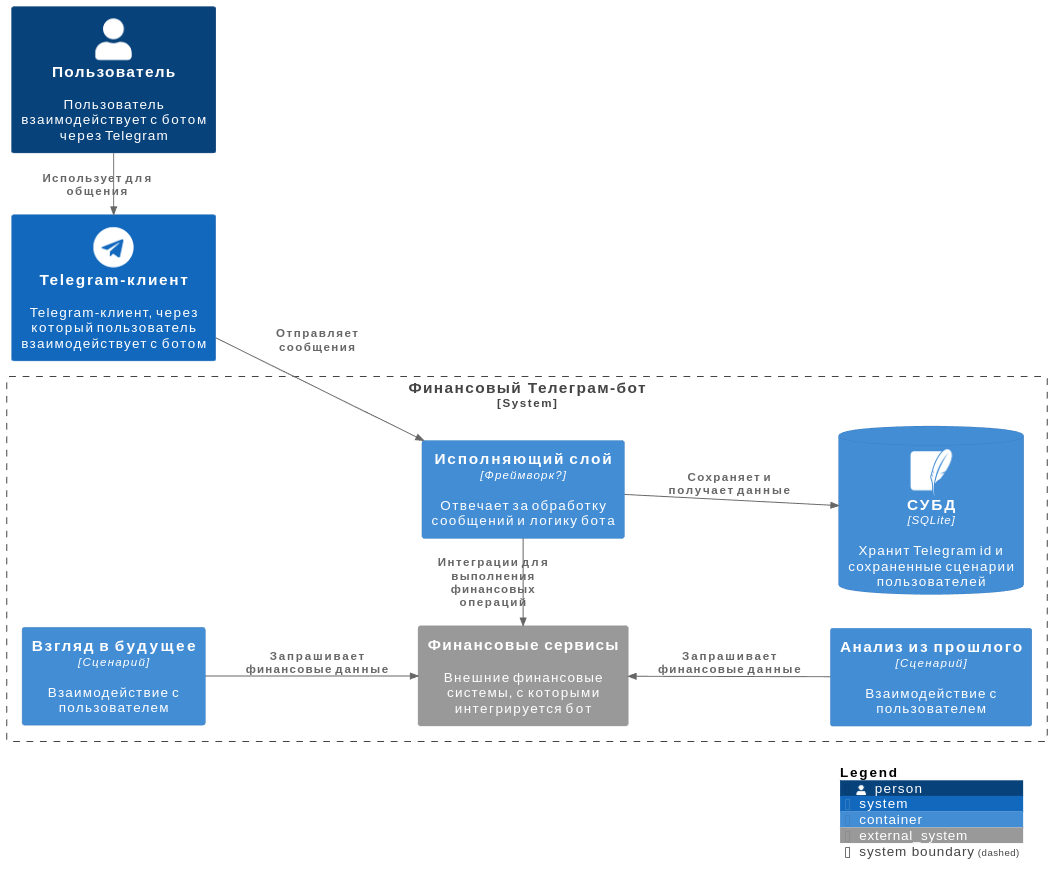 Пользователь
Пользователь
взаимодействует с ботом
через Telegram
Использует для
общения
Telegram-клиент
Telegram-клиент, через
который пользователь
взаимодействует с ботом
Отправляет
сообщения
Финансовый Телеграм-бот
[System]
Исполняющий слой
[Фреймворк?]
Отвечает за обработку
сообщений и логику бота
Сохраняет и
получает данные
СУБД
[SQLite]
Хранит Telegram id и
сохраненные сценарии
пользователей
Интеграции для
выполнения
финансовых
операций
Взгляд в будущее
[Сценарий]
Взаимодействие с
пользователем
Запрашивает
финансовые данные
Финансовые сервисы
Внешние финансовые
системы, с которыми
интегрируется бот
Запрашивает
финансовые данные
Анализ из прошлого
[Сценарий]
Взаимодействие с
пользователем
Legend
person
system
container
external_system
system boundary (dashed)